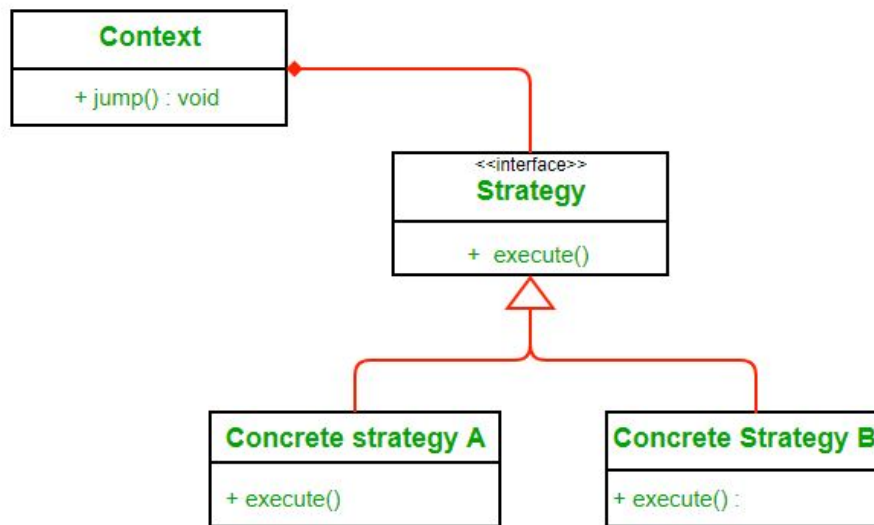 Context
+ jump() : void
<<interface>>
Strategy
+ execute()
Concrete strategy A
+ execute()
Concrete Strategy B
+ execute() :